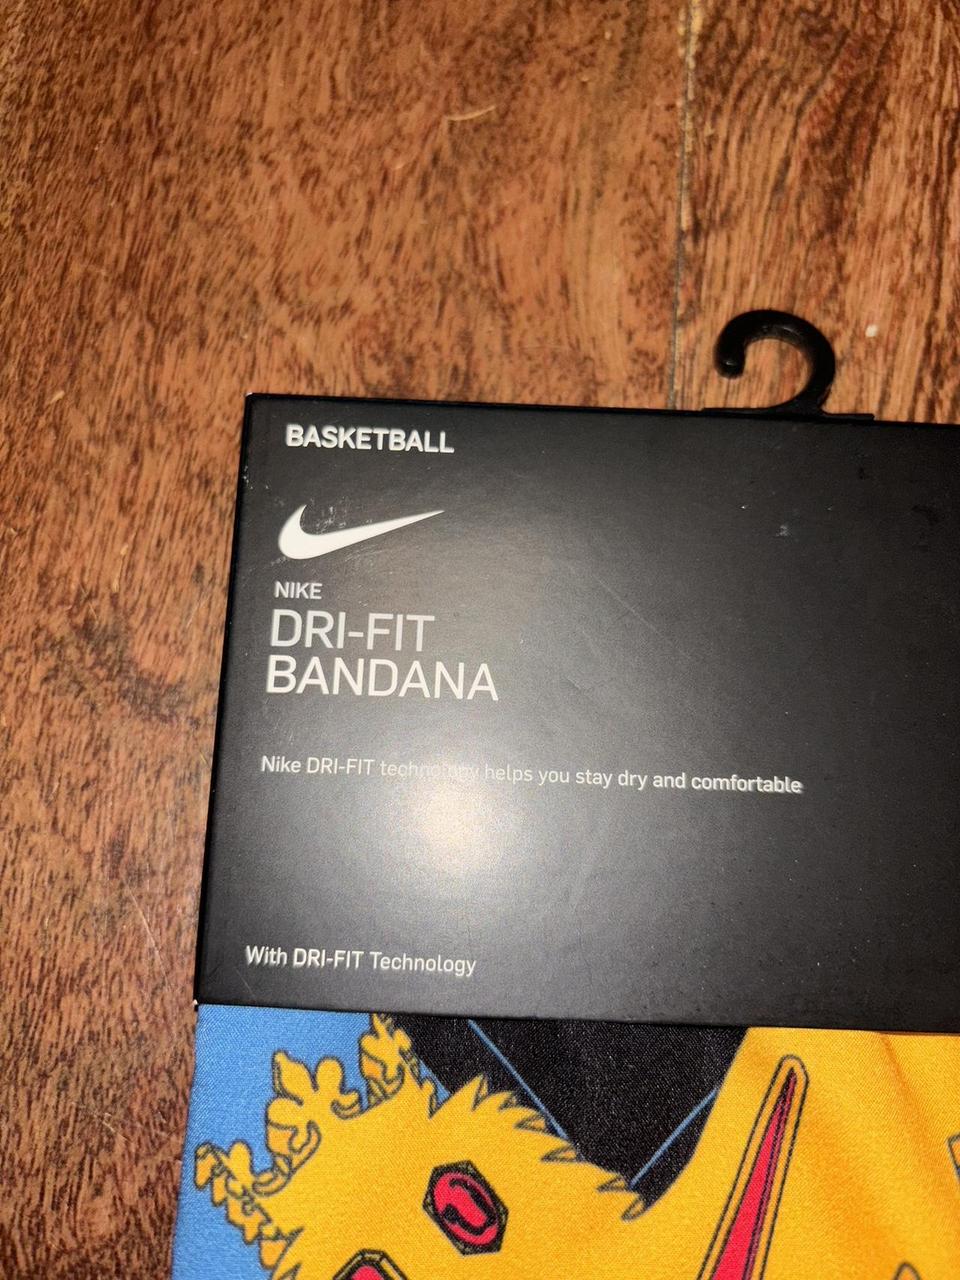 BASKETBALL
NIKE
DRI-FIT
BANDANA
Nike DRI-FIT technology helps you stay dry and comfortable
With DRI-FIT Technology